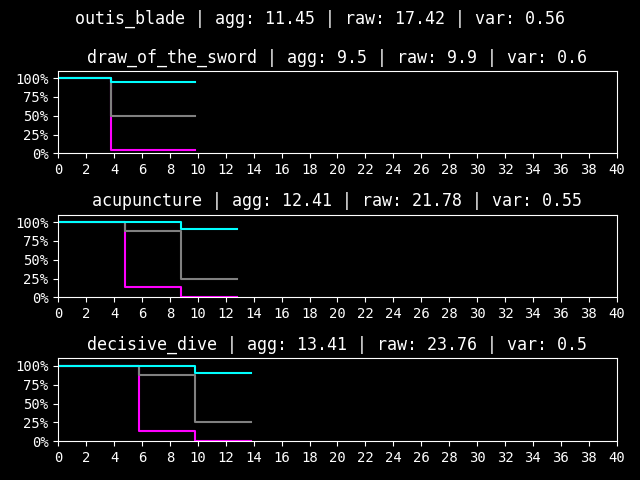 outis_blade | agg: 11.45 | raw: 17.42 | var: 0.56
draw_of_the_sword | agg: 9.5 | raw: 9.9 | var: 0.6
100%
75%
50%
25%
0%
0 2 4 6 8 10 12 14 16 18 20 22 24 26 28 30 32 34 36 38 40
acupuncture | agg: 12.41 | raw: 21.78 | var: 0.55
100%
75%
50%
25%
0%
0 2 4 6 8 10 12 14 16 18 20 22 24 26 28 30 32 34 36 38 40
decisive_dive | agg: 13.41 | raw: 23.76 | var: 0.5
100%
75%
50%
25%
0%
0 2 4 6 8 10 12 14 16 18 20 22 24 26 28 30 32 34 36 38 40